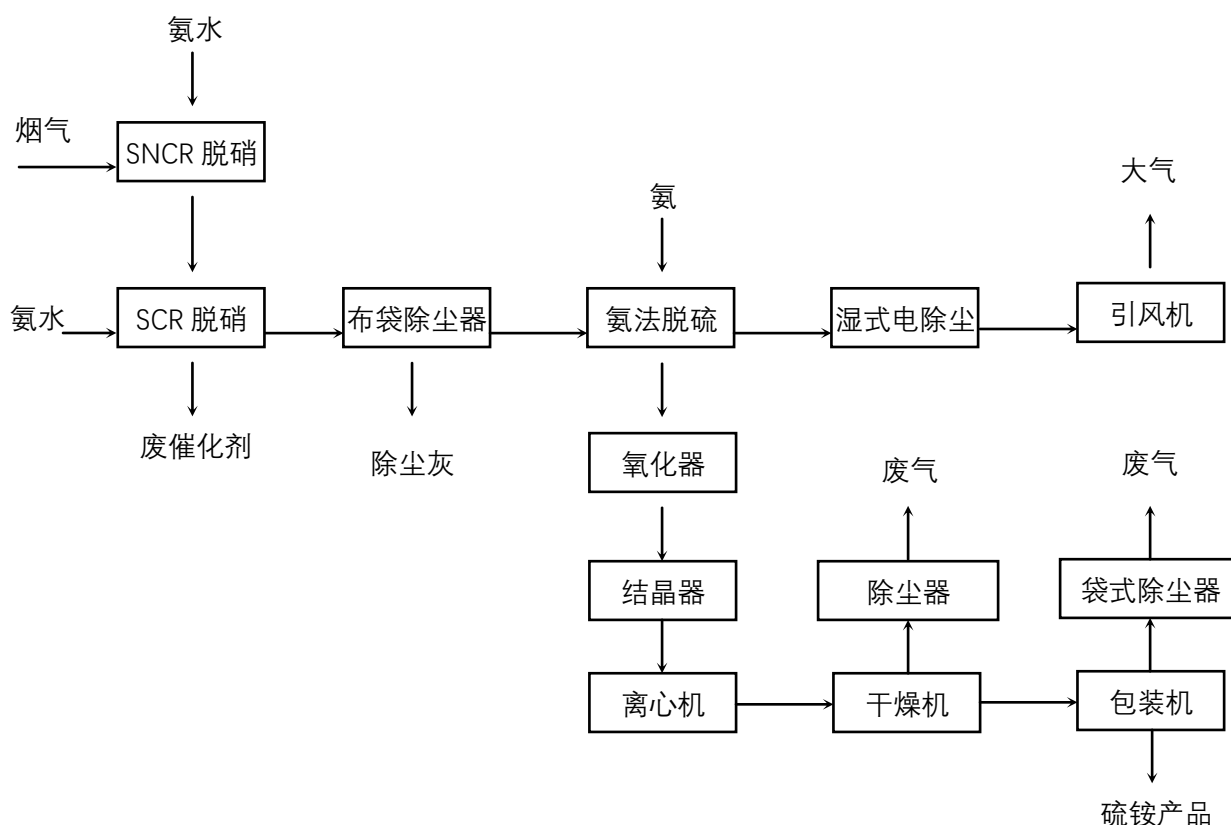 氨水
烟气
SNCR 脱硝
大气
氨
氨水
SCR 脱硝
布袋除尘器
氨法脱硫
湿式电除尘
引风机
废催化剂
除尘灰
氧化器
废气
废气
结晶器
除尘器
袋式除尘器
离心机
干燥机
包装机
硫铵产品